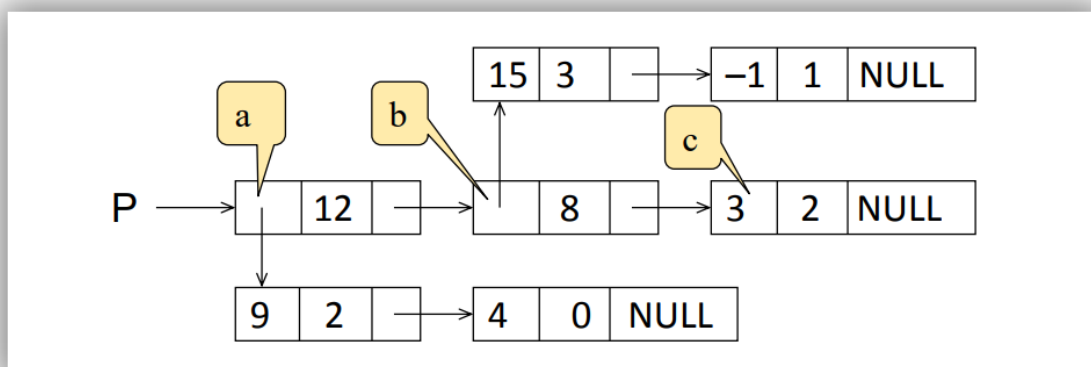 15 3 –1 1 NULL
a b c
P 12 8 3 2 NULL
9 2 4 0 NULL